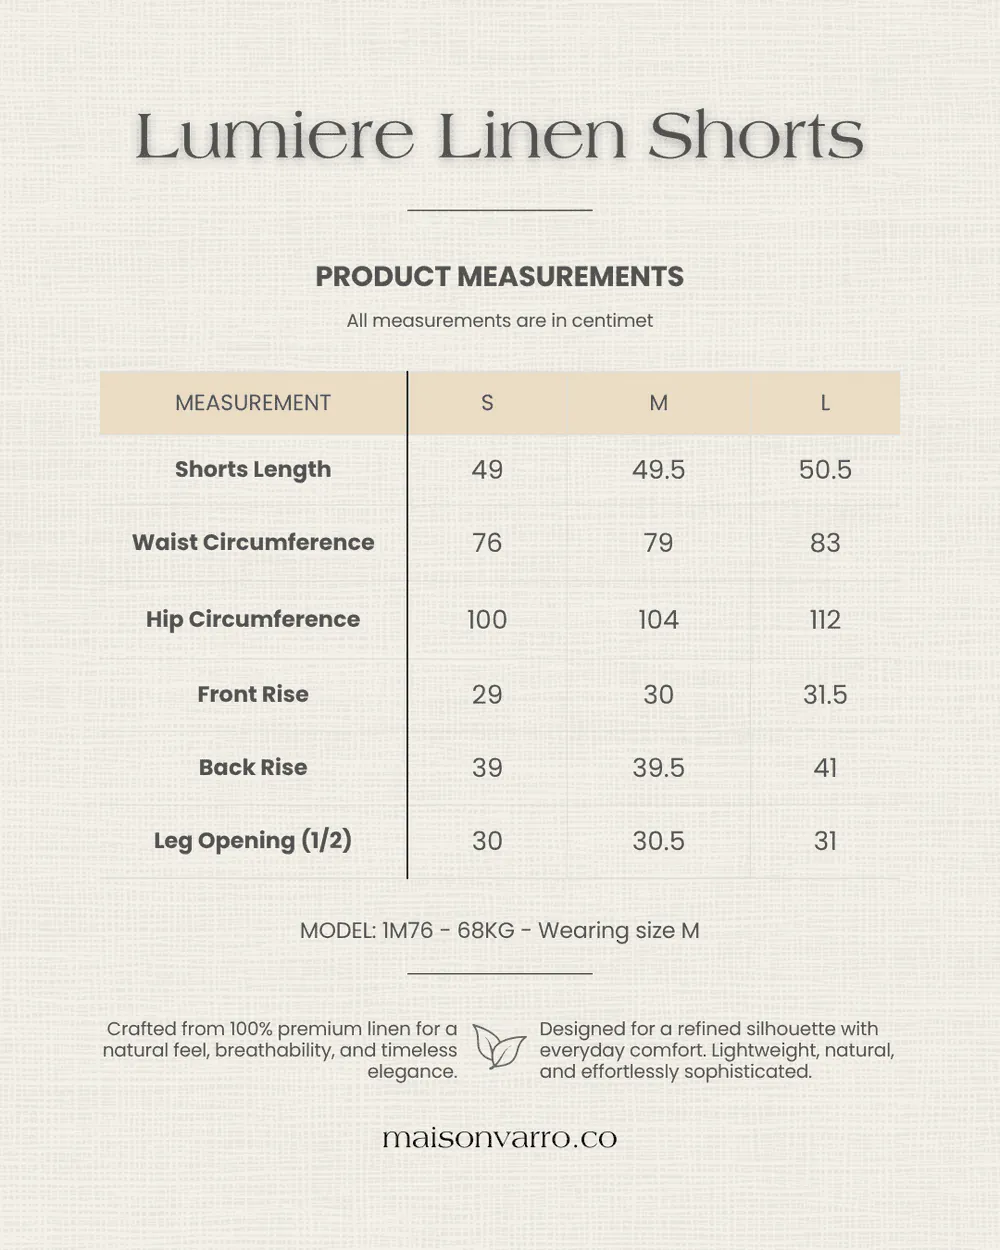 Lumiere Linen Shorts
PRODUCT MEASUREMENTS
All measurements are in centimet
MEASUREMENT S M L
Shorts Length 49 49.5 50.5
Waist Circumference 76 79 83
Hip Circumference 100 104 112
Front Rise 29 30 31.5
Back Rise 39 39.5 41
Leg Opening (1/2) 30 30.5 31
MODEL: 1M76 - 68KG - Wearing size M
Crafted from 100% premium linen for a
natural feel, breathability, and timeless
elegance.
Designed for a refined silhouette with
everyday comfort. Lightweight, natural,
and effortlessly sophisticated.
maisonvarro.co